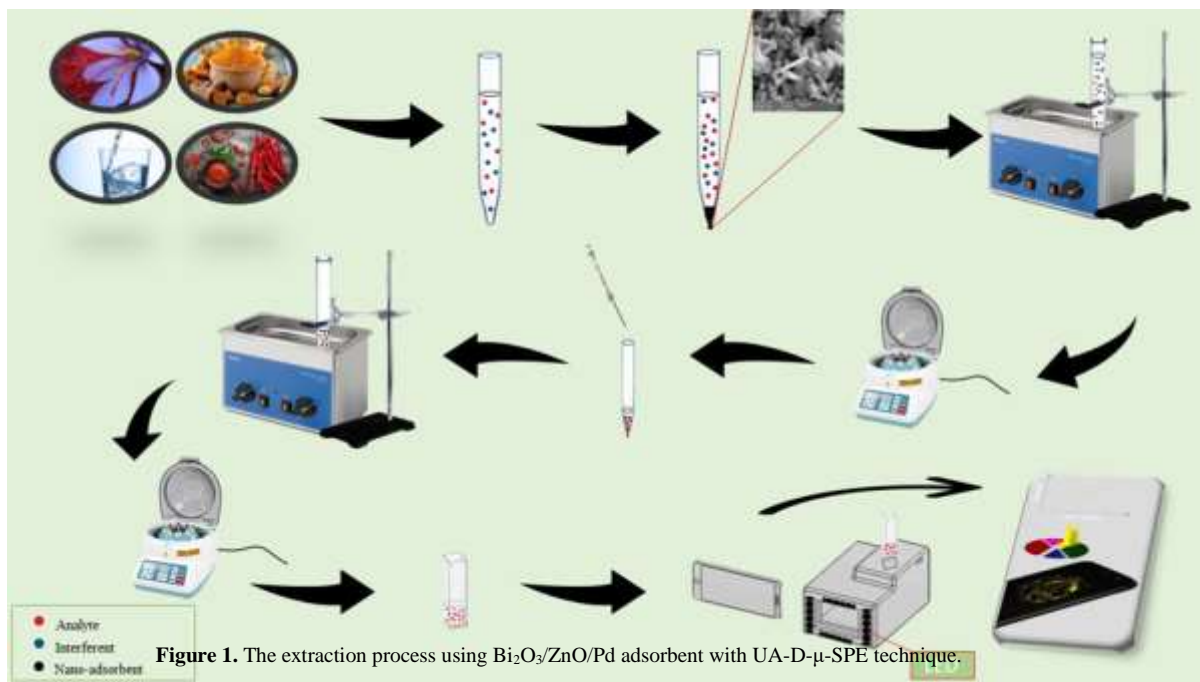 Analyte
Interferent
Nano-adsorbent
Figure 1. The extraction process using Bi₂O₃/ZnO/Pd adsorbent with UA-D-μ-SPE technique.